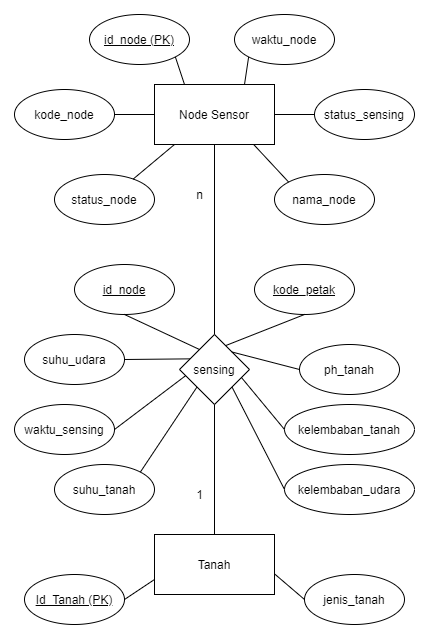 id_node (PK)
waktu_node
kode_node
Node Sensor
status_sensing
status_node
n
nama_node
id_node
kode_petak
suhu_udara
sensing
ph_tanah
waktu_sensing
kelembaban_tanah
suhu_tanah
1
kelembaban_udara
Tanah
Id_Tanah (PK)
jenis_tanah